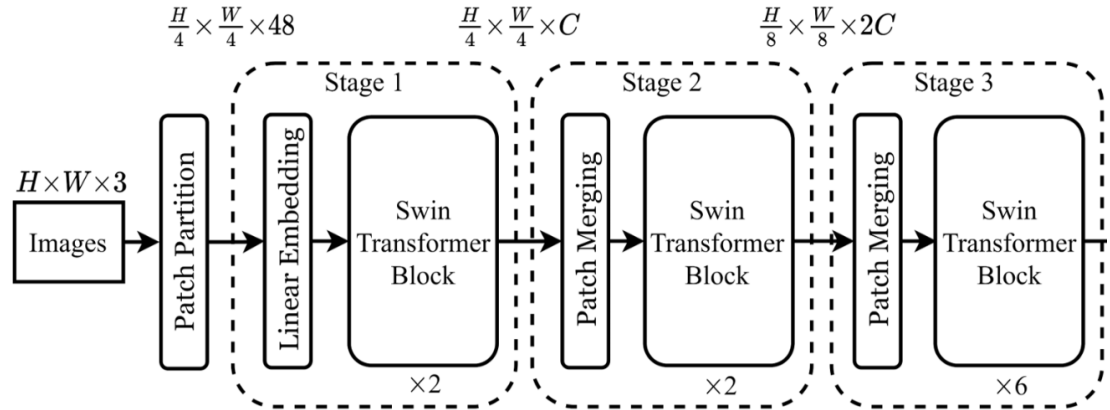 H/4 × W/4 × 48
H/4 × W/4 × C
H/8 × W/8 × 2C
Stage 1
Stage 2
Stage 3
H×W×3
Images
Patch Partition
Linear Embedding
Swin
Transformer
Block
×2
Patch Merging
Swin
Transformer
Block
×2
Patch Merging
Swin
Transformer
Block
×6